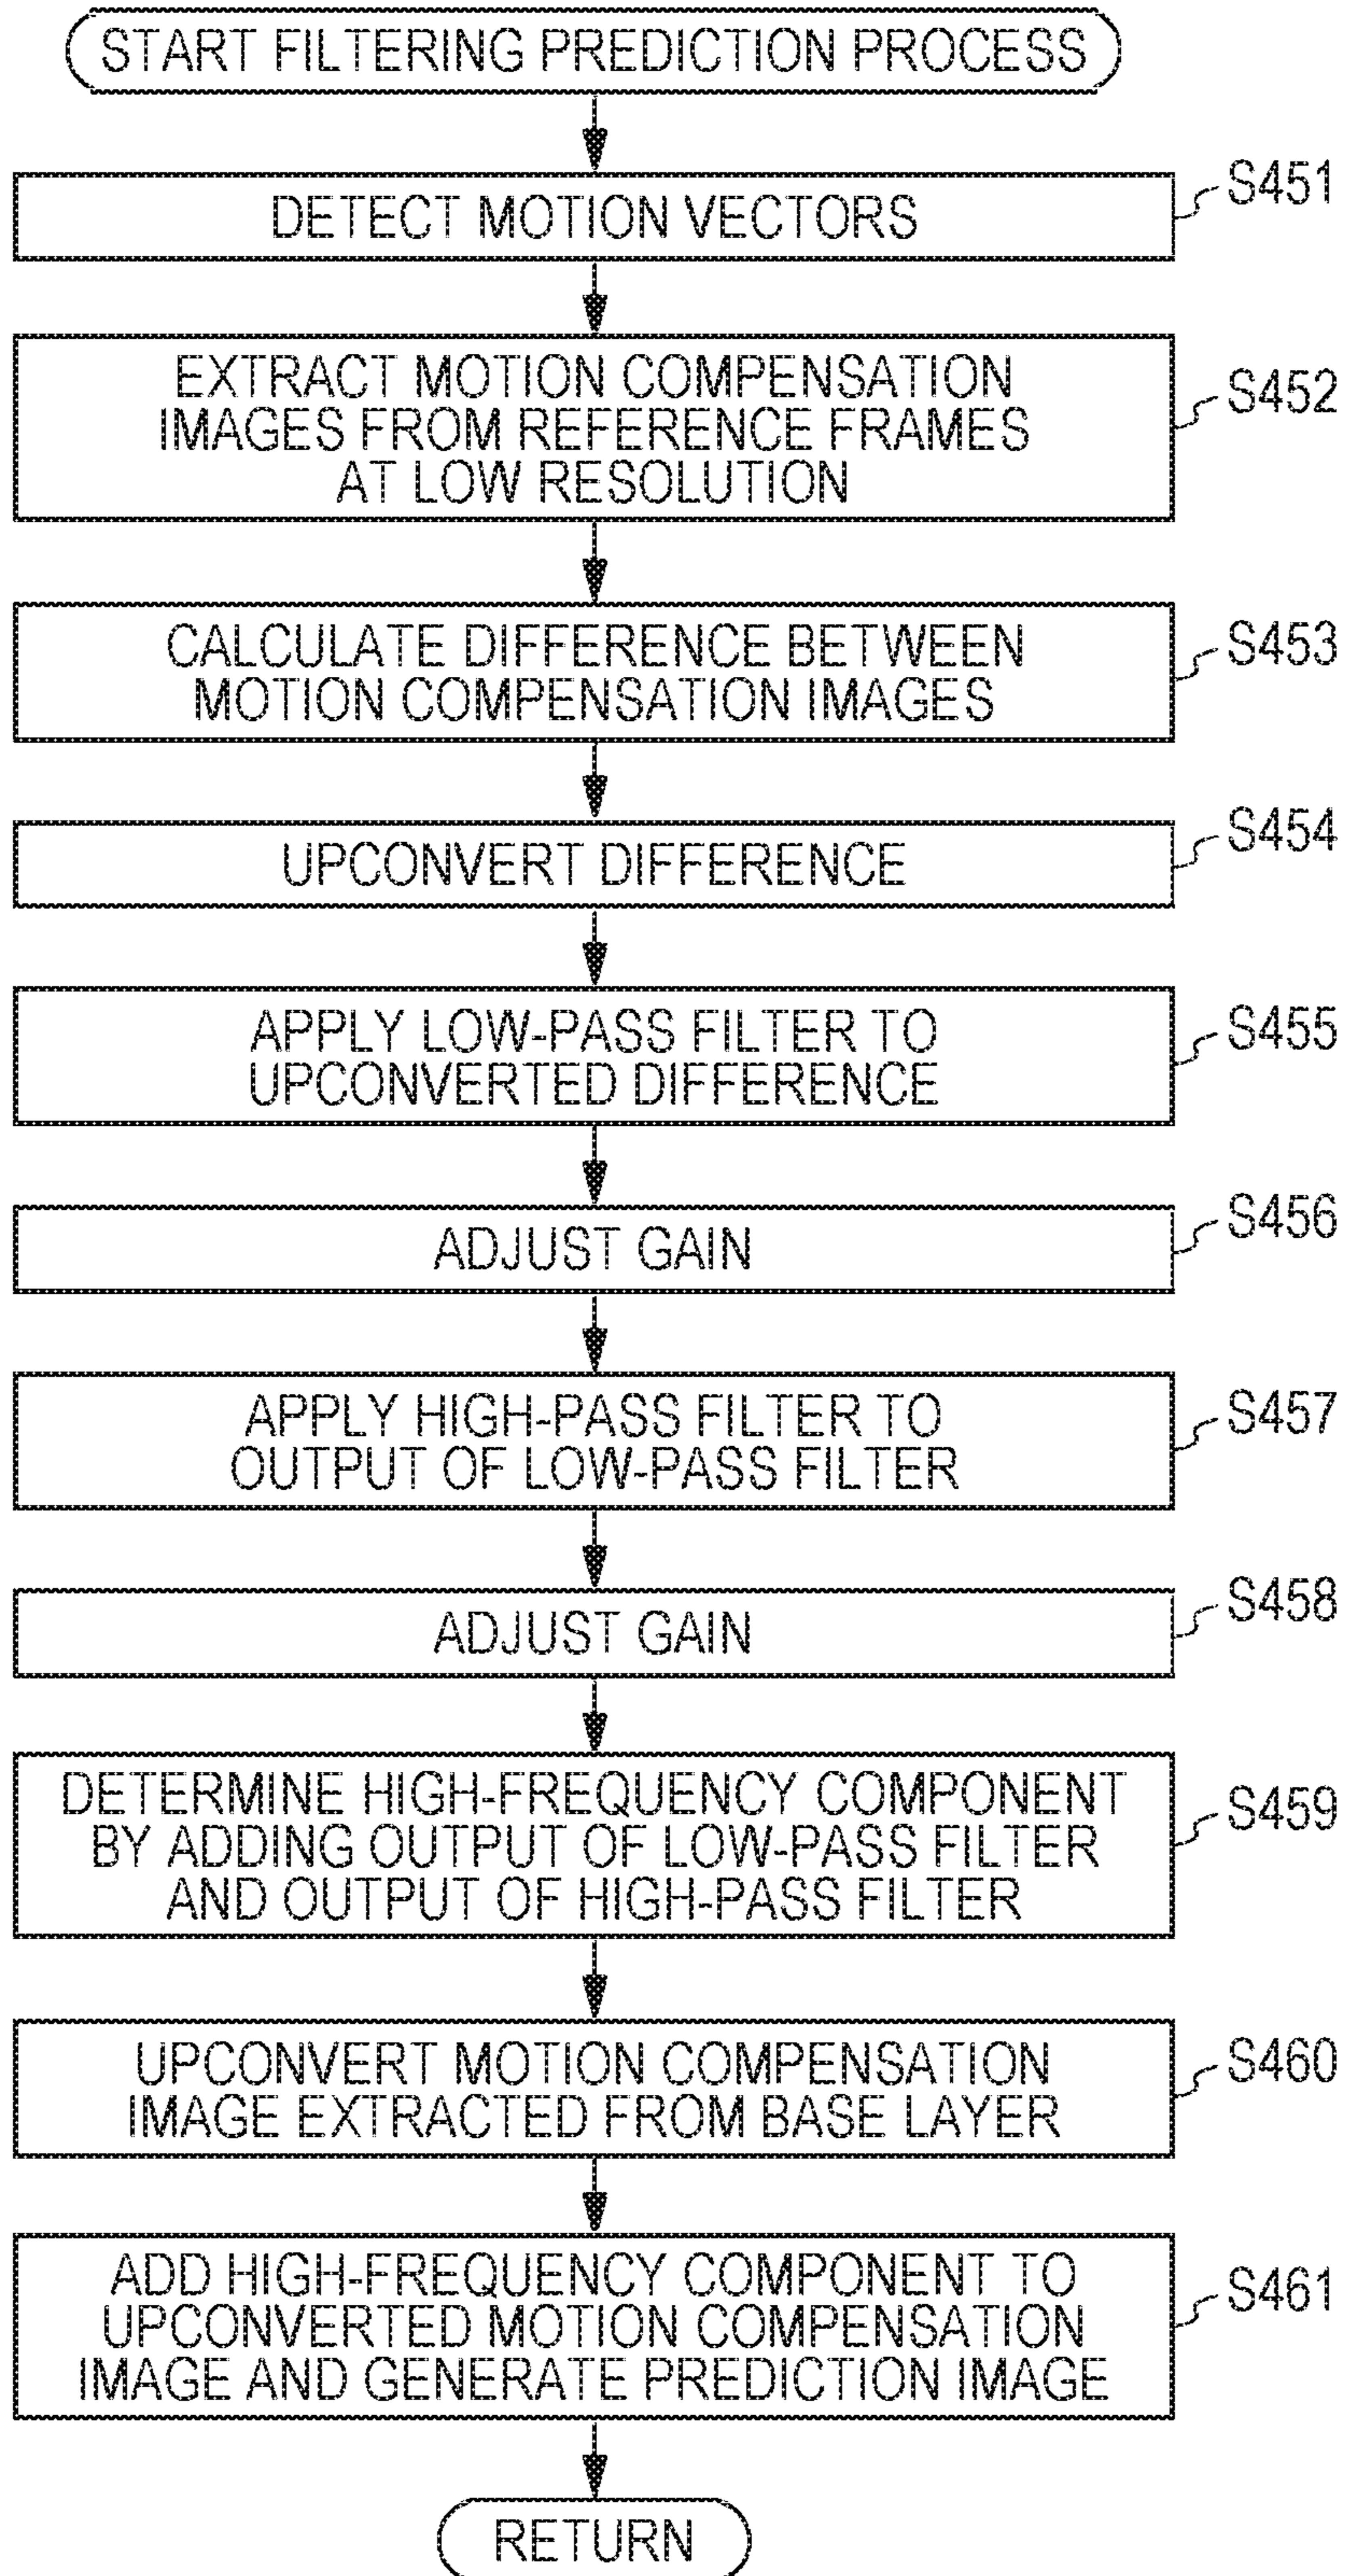 START FILTERING PREDICTION PROCESS
DETECT MOTION VECTORS
S451
EXTRACT MOTION COMPENSATION
IMAGES FROM REFERENCE FRAMES
AT LOW RESOLUTION
S452
CALCULATE DIFFERENCE BETWEEN
MOTION COMPENSATION IMAGES
S453
UPCONVERT DIFFERENCE
S454
APPLY LOW-PASS FILTER TO
UPCONVERTED DIFFERENCE
S455
ADJUST GAIN
S456
APPLY HIGH-PASS FILTER TO
OUTPUT OF LOW-PASS FILTER
S457
ADJUST GAIN
S458
DETERMINE HIGH-FREQUENCY COMPONENT
BY ADDING OUTPUT OF LOW-PASS FILTER
AND OUTPUT OF HIGH-PASS FILTER
S459
UPCONVERT MOTION COMPENSATION
IMAGE EXTRACTED FROM BASE LAYER
S460
ADD HIGH-FREQUENCY COMPONENT TO
UPCONVERTED MOTION COMPENSATION
IMAGE AND GENERATE PREDICTION IMAGE
S461
RETURN